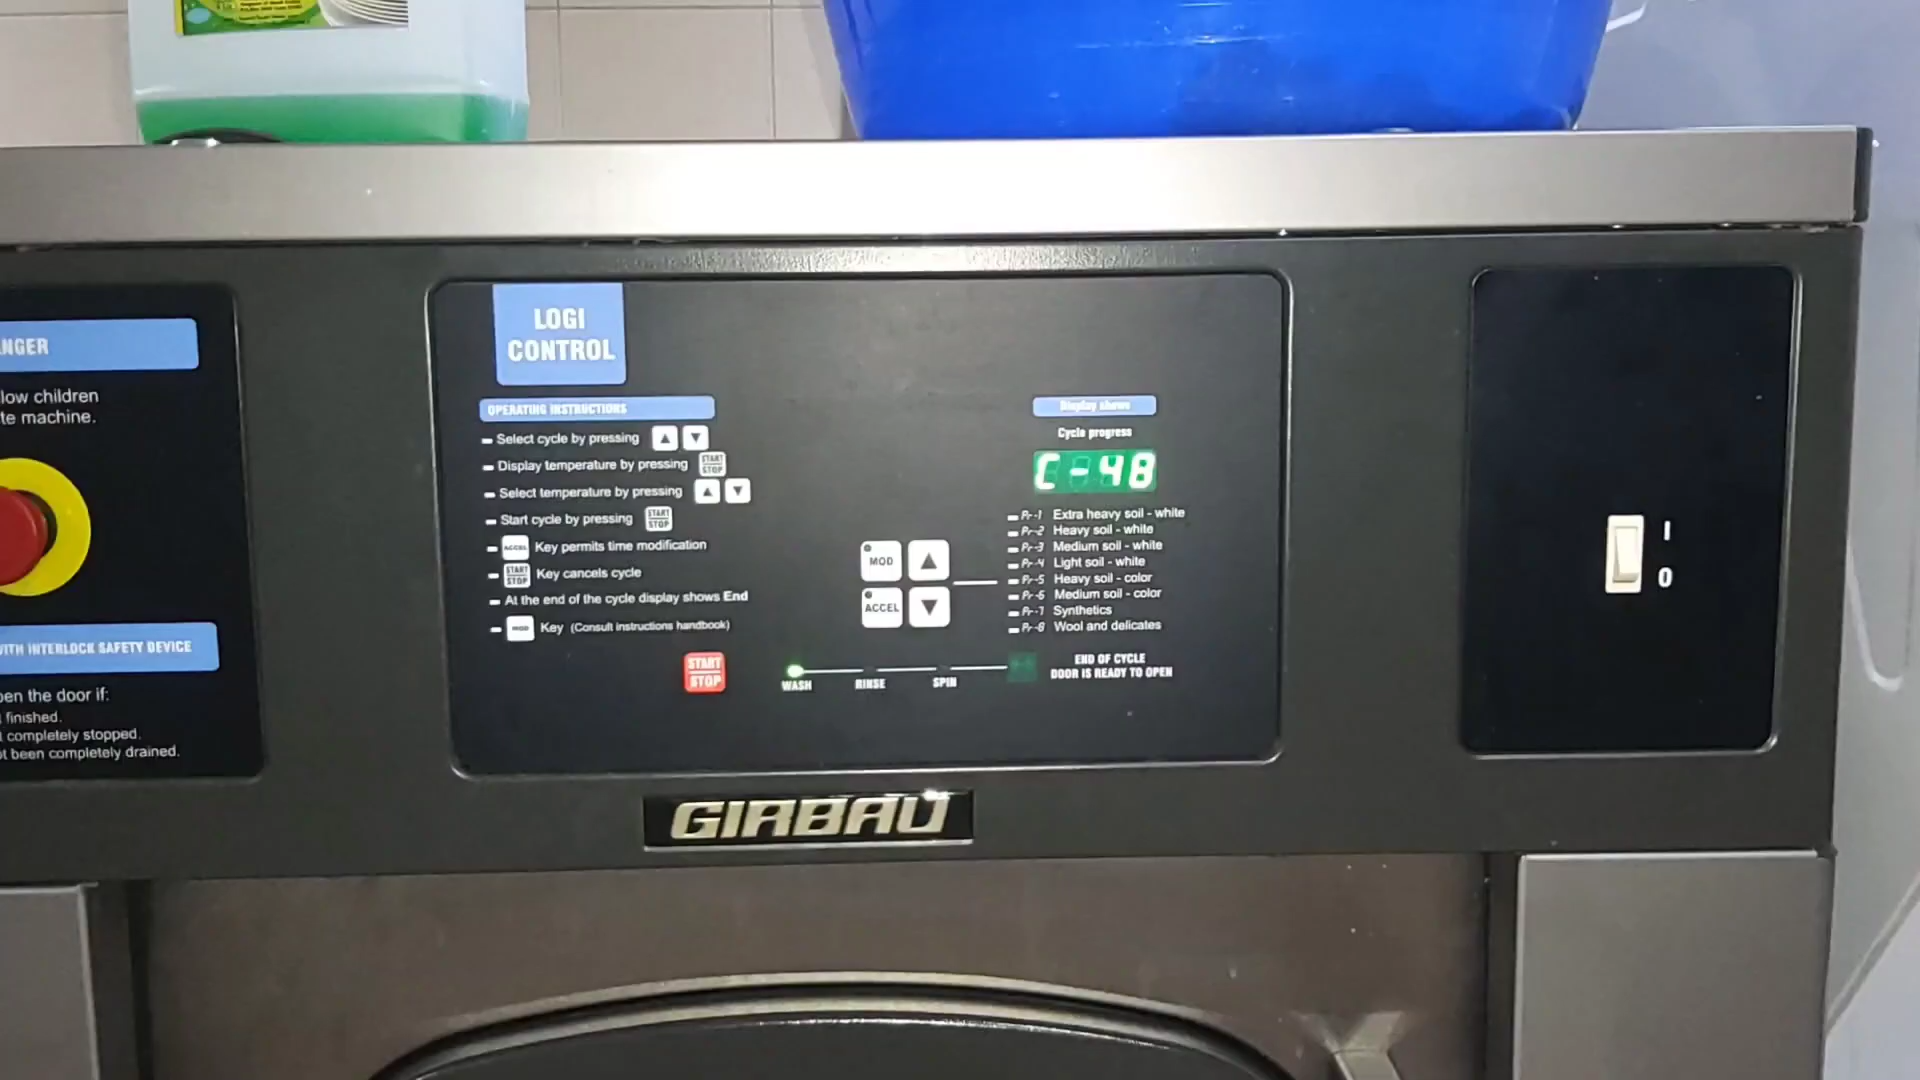 NGER
low children
te machine.
ITH INTERLOCK SAFETY DEVICE
en the door if:
finished.
completely stopped.
t been completely drained.
LOGI
CONTROL
OPERATING INSTRUCTIONS
Select cycle by pressing ▲ ▼
Display temperature by pressing START STOP
Select temperature by pressing ▲ ▼
Start cycle by pressing START STOP
ACCEL Key permits time modification
START STOP Key cancels cycle
At the end of the cycle display shows End
MOD Key (Consult instructions handbook)
START
STOP
MOD
ACCEL
Display shows
Cycle progress
C-48
Pr-1 Extra heavy soil - white
Pr-2 Heavy soil - white
Pr-3 Medium soil - white
Pr-4 Light soil - white
Pr-5 Heavy soil - color
Pr-6 Medium soil - color
Pr-7 Synthetics
Pr-8 Wool and delicates
WASH RINSE SPIN
END OF CYCLE
DOOR IS READY TO OPEN
I
0
GIRBAU